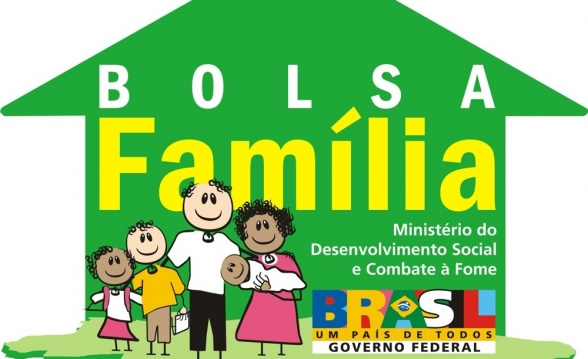 BOLSA
Família
Ministério do
Desenvolvimento Social
e Combate à Fome
BRASIL
UM PAÍS DE TODOS
GOVERNO FEDERAL